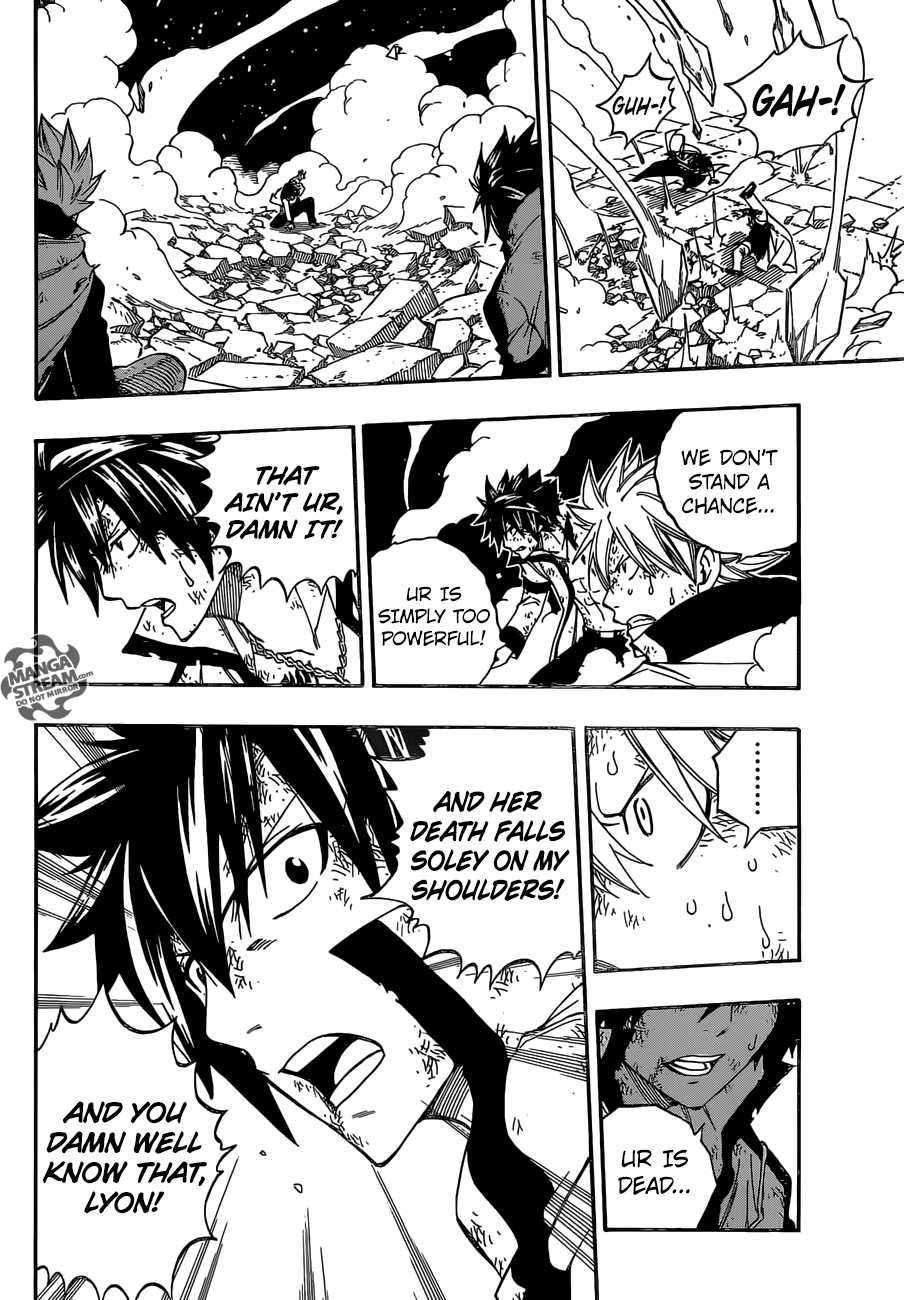 GAH-!
GUH-!
WE DON'T
STAND A
CHANCE...
UR IS
SIMPLY TOO
POWERFUL!
THAT
AIN'T UR,
DAMN IT!
MANGA
STREAM.com
DO NOT MIRROR
........
UR IS
DEAD...
AND HER
DEATH FALLS
SOLEY ON MY
SHOULDERS!
AND YOU
DAMN WELL
KNOW THAT,
LYON!